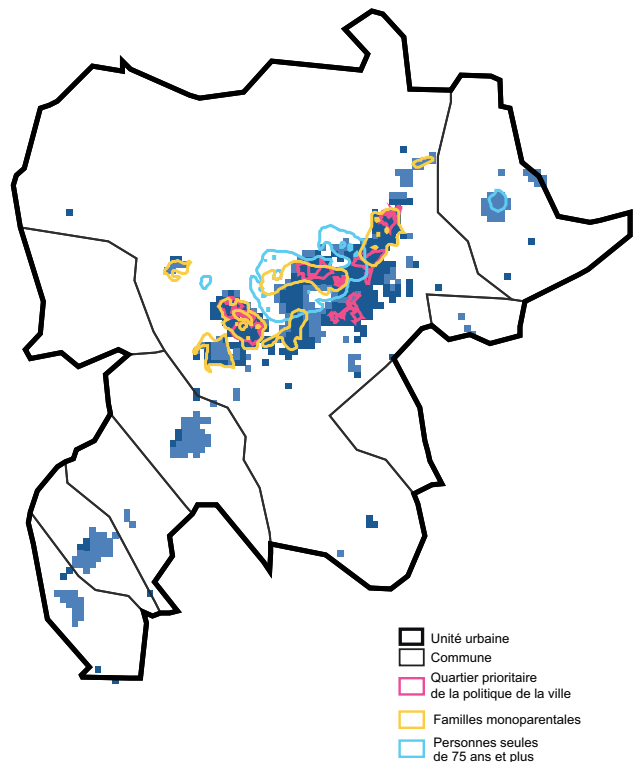 Unité urbaine
Commune
Quartier prioritaire
de la politique de la ville
Familles monoparentales
Personnes seules
de 75 ans et plus